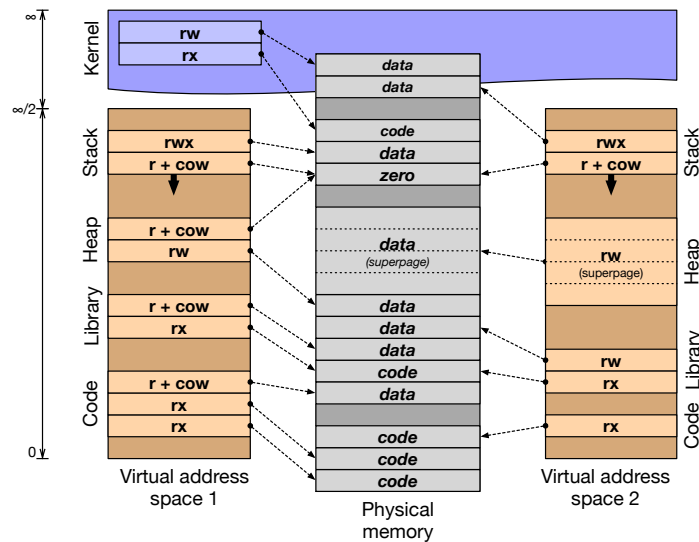 ∞
Kernel
rw
rx
∞/2
Stack
rwx
r + cow
Heap
r + cow
rw
Library
r + cow
rx
Code
r + cow
rx
rx
0
Virtual address
space 1
data
data
code
data
zero
data
(superpage)
data
data
data
code
data
code
code
code
Physical
memory
rwx
r + cow
Stack
rw
(superpage)
Heap
rw
rx
Library
rx
Code
Virtual address
space 2